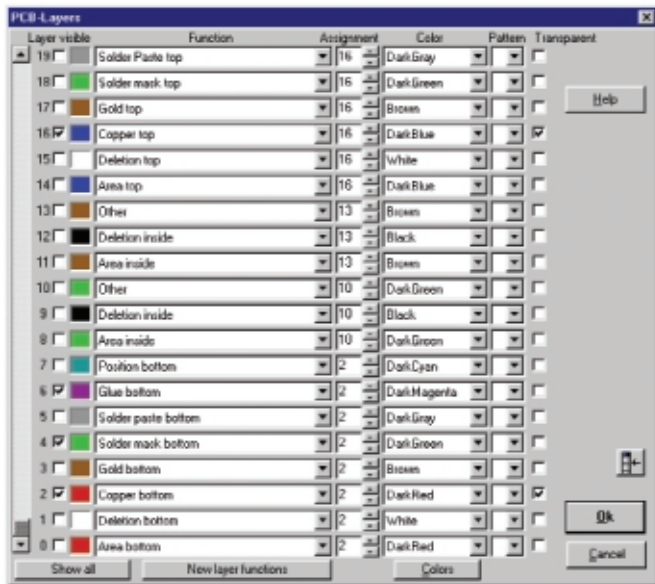 PCB-Layers
Layer visible Function Assignment Color Pattern Transparent
19 Solder Paste top 16 DarkGray
18 Solder mask top 16 DarkGreen
Help
17 Gold top 16 Brown
16 Copper top 16 DarkBlue
15 Deletion top 16 White
14 Area top 16 DarkBlue
13 Other 13 Brown
12 Deletion inside 13 Black
11 Area inside 13 Brown
10 Other 10 DarkGreen
9 Deletion inside 10 Black
8 Area inside 10 DarkGreen
7 Position bottom 2 DarkCyan
6 Glue bottom 2 DarkMagenta
5 Solder paste bottom 2 DarkGray
4 Solder mask bottom 2 DarkGreen
3 Gold bottom 2 Brown
2 Copper bottom 2 DarkRed
1 Deletion bottom 2 White
Ok
0 Area bottom 2 DarkRed
Cancel
Show all New layer functions Colors